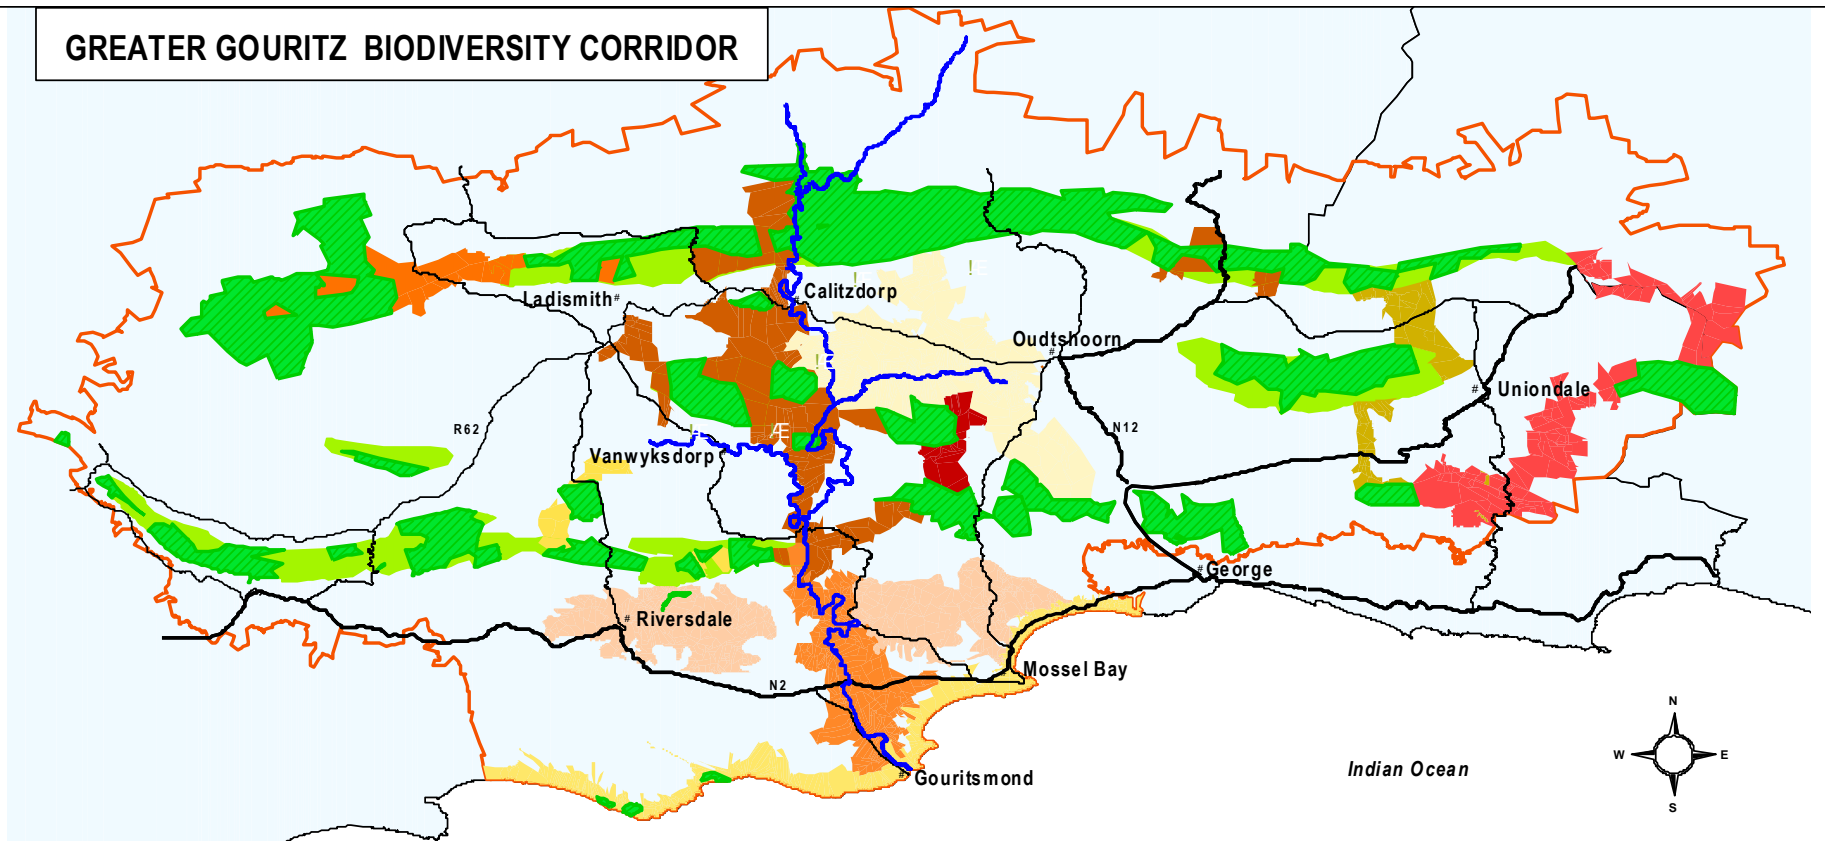 GREATER GOURITZ BIODIVERSITY CORRIDOR
Ladismith
Calitzdorp
Oudtshoorn
Uniondale
R62
N12
Vanwyksdorp
Æ
George
Riversdale
Mossel Bay
N2
Gouritsmond
Indian Ocean
N
W E
S